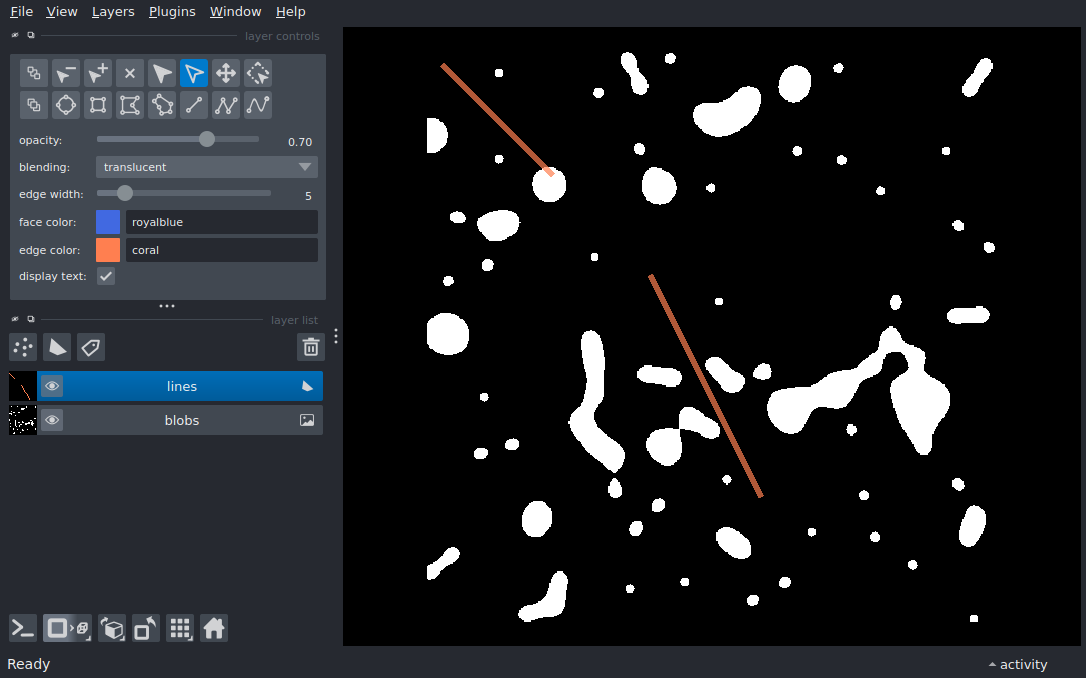 File View Layers Plugins Window Help
layer controls
opacity: 0.70
blending: translucent
edge width: 5
face color: royalblue
edge color: coral
display text:
layer list
lines
blobs
Ready
activity